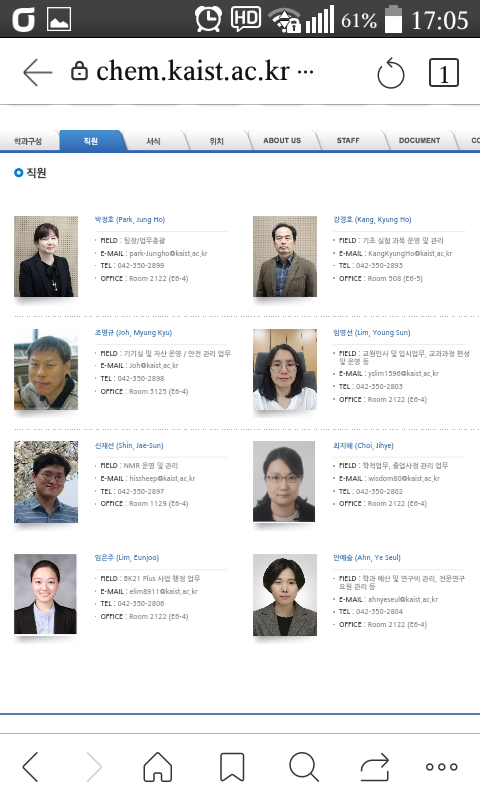 HD
61%
17:05
chem.kaist.ac.kr ···
1
학과구성
직원
서식
위치
ABOUT US
STAFF
DOCUMENT
CO
직원
박정호 (Park, Jung Ho)
FIELD : 팀장/업무총괄
E-MAIL : park-Jungho@kaist.ac.kr
TEL : 042-350-2899
OFFICE : Room 2122 (E6-4)
강경호 (Kang, Kyung Ho)
FIELD : 기초 실험 과목 운영 및 관리
E-MAIL : KangKyungHo@kaist.ac.kr
TEL : 042-350-2893
OFFICE : Room 508 (E6-5)
조명규 (Joh, Myung Kyu)
FIELD : 기기실 및 자산 운영 / 안전 관리 업무
E-MAIL : Joh@kaist.ac.kr
TEL : 042-350-2898
OFFICE : Room 3125 (E6-4)
임영선 (Lim, Young Sun)
FIELD : 교원인사 및 입시업무, 교과과정 편성
및 운영 등
E-MAIL : yslim1596@kaist.ac.kr
TEL : 042-350-2803
OFFICE : Room 2122 (E6-4)
신재선 (Shin, Jae-Sun)
FIELD : NMR 운영 및 관리
E-MAIL : hissheep@kaist.ac.kr
TEL : 042-350-2897
OFFICE : Room 1129 (E6-4)
최지혜 (Choi, Jihye)
FIELD : 학적업무, 졸업사정 관리 업무
E-MAIL : wisdom80@kaist.ac.kr
TEL : 042-350-2802
OFFICE : Room 2122 (E6-4)
임은주 (Lim, Eunjoo)
FIELD : BK21 Plus 사업 행정 업무
E-MAIL : elim8911@kaist.ac.kr
TEL : 042-350-2806
OFFICE : Room 2122 (E6-4)
안예슬 (Ahn, Ye Seul)
FIELD : 학과 예산 및 연구비 관리, 전문연구
요원 관리 등
E-MAIL : ahnyeseul@kaist.ac.kr
TEL : 042-350-2804
OFFICE : Room 2122 (E6-4)